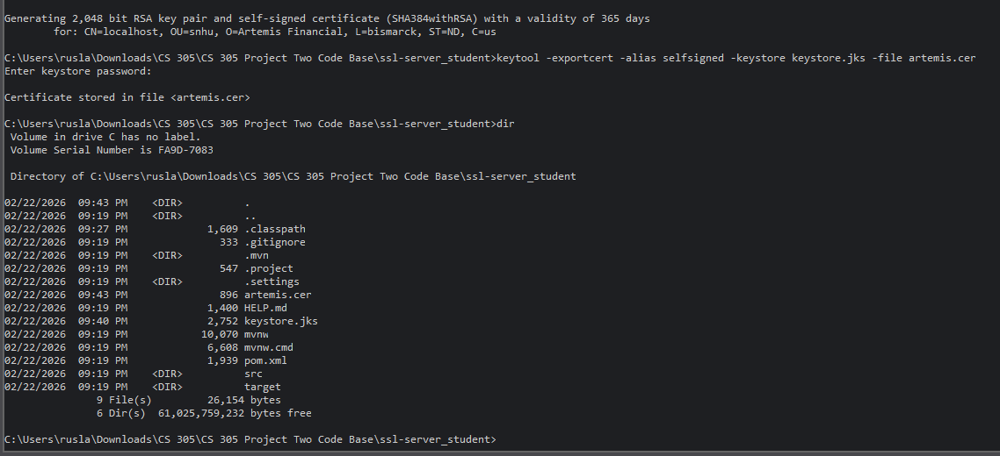 Generating 2,048 bit RSA key pair and self-signed certificate (SHA384withRSA) with a validity of 365 days
        for: CN=localhost, OU=snhu, O=Artemis Financial, L=bismarck, ST=ND, C=us
C:\Users\rusla\Downloads\CS 305\CS 305 Project Two Code Base\ssl-server_student>keytool -exportcert -alias selfsigned -keystore keystore.jks -file artemis.cer
Enter keystore password:
Certificate stored in file <artemis.cer>
C:\Users\rusla\Downloads\CS 305\CS 305 Project Two Code Base\ssl-server_student>dir
 Volume in drive C has no label.
 Volume Serial Number is FA9D-7083
 Directory of C:\Users\rusla\Downloads\CS 305\CS 305 Project Two Code Base\ssl-server_student
02/22/2026  09:43 PM    <DIR>          .
02/22/2026  09:19 PM    <DIR>          ..
02/22/2026  09:27 PM             1,609 .classpath
02/22/2026  09:19 PM               333 .gitignore
02/22/2026  09:19 PM    <DIR>          .mvn
02/22/2026  09:19 PM               547 .project
02/22/2026  09:19 PM    <DIR>          .settings
02/22/2026  09:43 PM               896 artemis.cer
02/22/2026  09:19 PM             1,400 HELP.md
02/22/2026  09:40 PM             2,752 keystore.jks
02/22/2026  09:19 PM            10,070 mvnw
02/22/2026  09:19 PM             6,608 mvnw.cmd
02/22/2026  09:19 PM             1,939 pom.xml
02/22/2026  09:19 PM    <DIR>          src
02/22/2026  09:19 PM    <DIR>          target
               9 File(s)         26,154 bytes
               6 Dir(s)  61,025,759,232 bytes free
C:\Users\rusla\Downloads\CS 305\CS 305 Project Two Code Base\ssl-server_student>